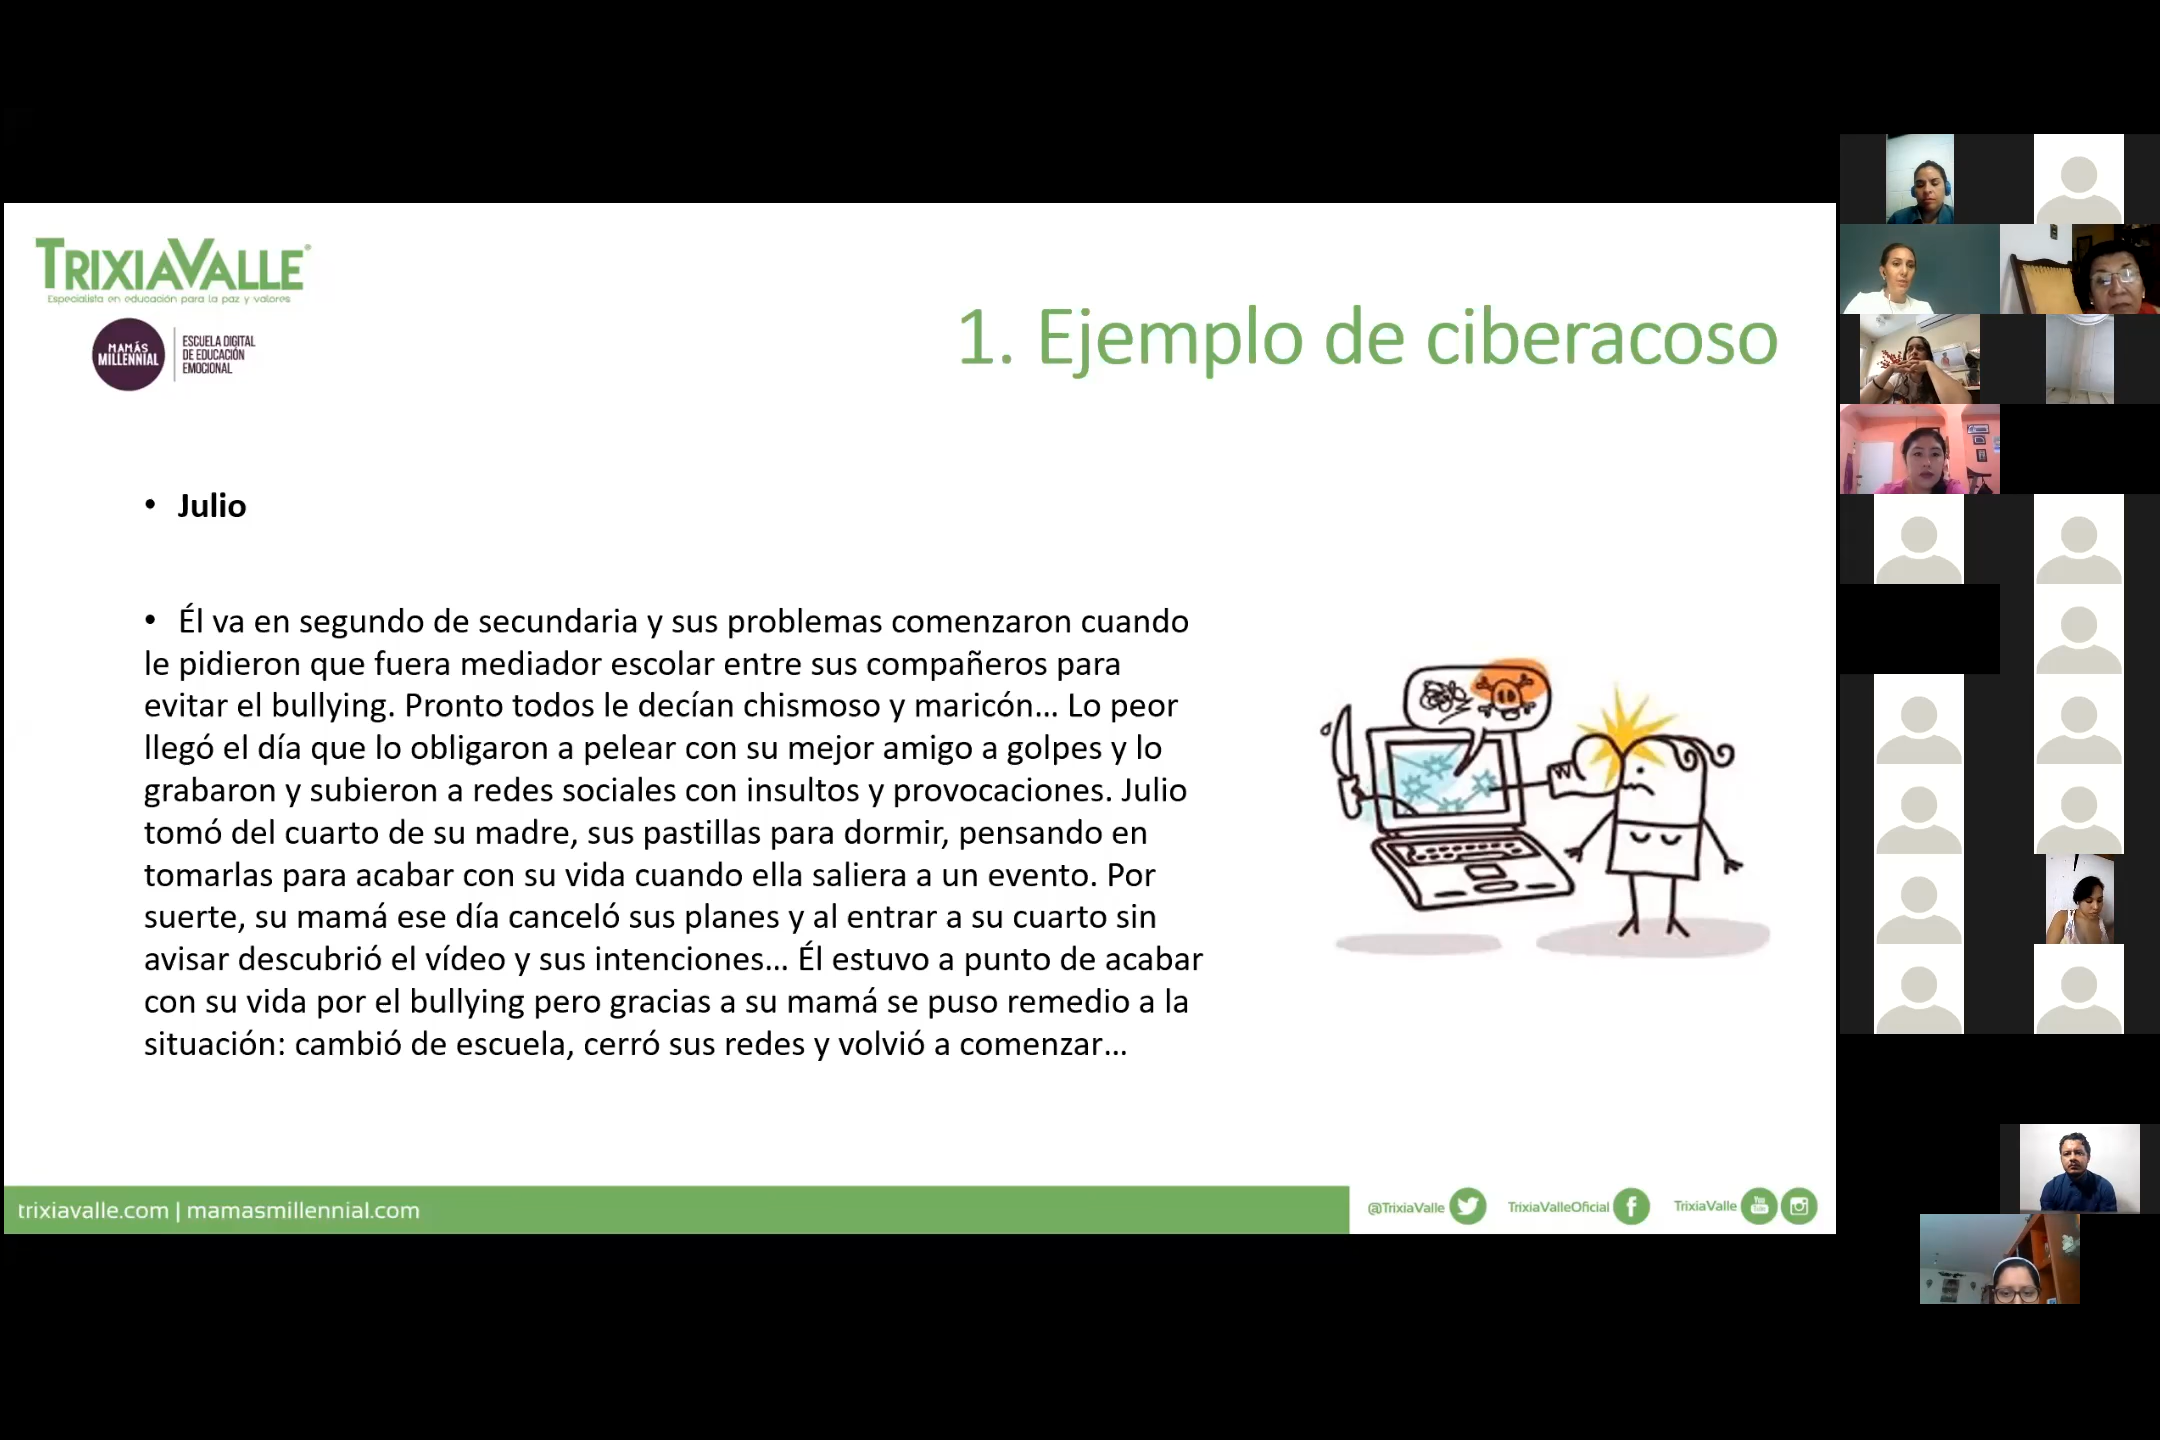 TRIXIAVALLE®
Especialista en educación para la paz y valores
MAMÁS
MILLENNIAL
ESCUELA DIGITAL
DE EDUCACIÓN
EMOCIONAL
1. Ejemplo de ciberacoso
• Julio
• Él va en segundo de secundaria y sus problemas comenzaron cuando
le pidieron que fuera mediador escolar entre sus compañeros para
evitar el bullying. Pronto todos le decían chismoso y maricón... Lo peor
llegó el día que lo obligaron a pelear con su mejor amigo a golpes y lo
grabaron y subieron a redes sociales con insultos y provocaciones. Julio
tomó del cuarto de su madre, sus pastillas para dormir, pensando en
tomarlas para acabar con su vida cuando ella saliera a un evento. Por
suerte, su mamá ese día canceló sus planes y al entrar a su cuarto sin
avisar descubrió el vídeo y sus intenciones... Él estuvo a punto de acabar
con su vida por el bullying pero gracias a su mamá se puso remedio a la
situación: cambió de escuela, cerró sus redes y volvió a comenzar...
trixiavalle.com | mamasmillennial.com
@TrixiaValle
TrixiaValleOficial
TrixiaValle
You
Tube